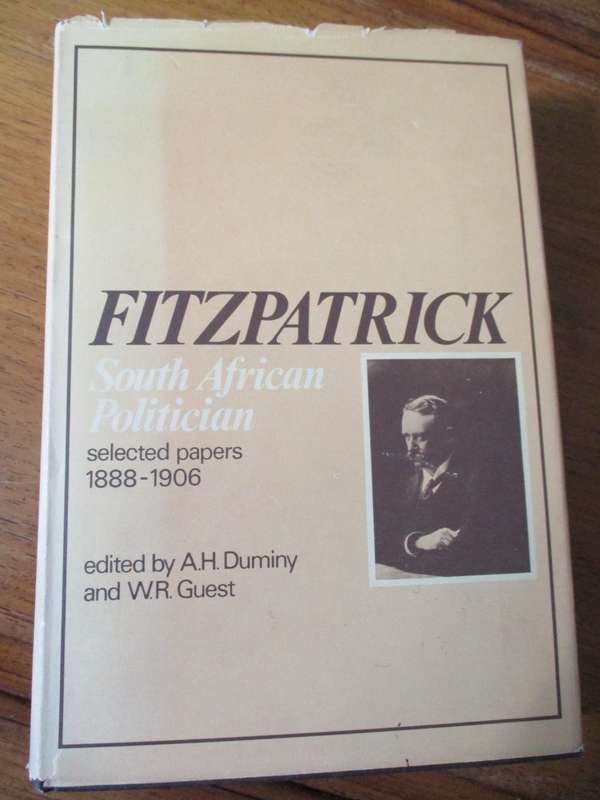 FITZPATRICK
South African
Politician
selected papers
1888-1906
edited by A.H. Duminy
and W.R. Guest